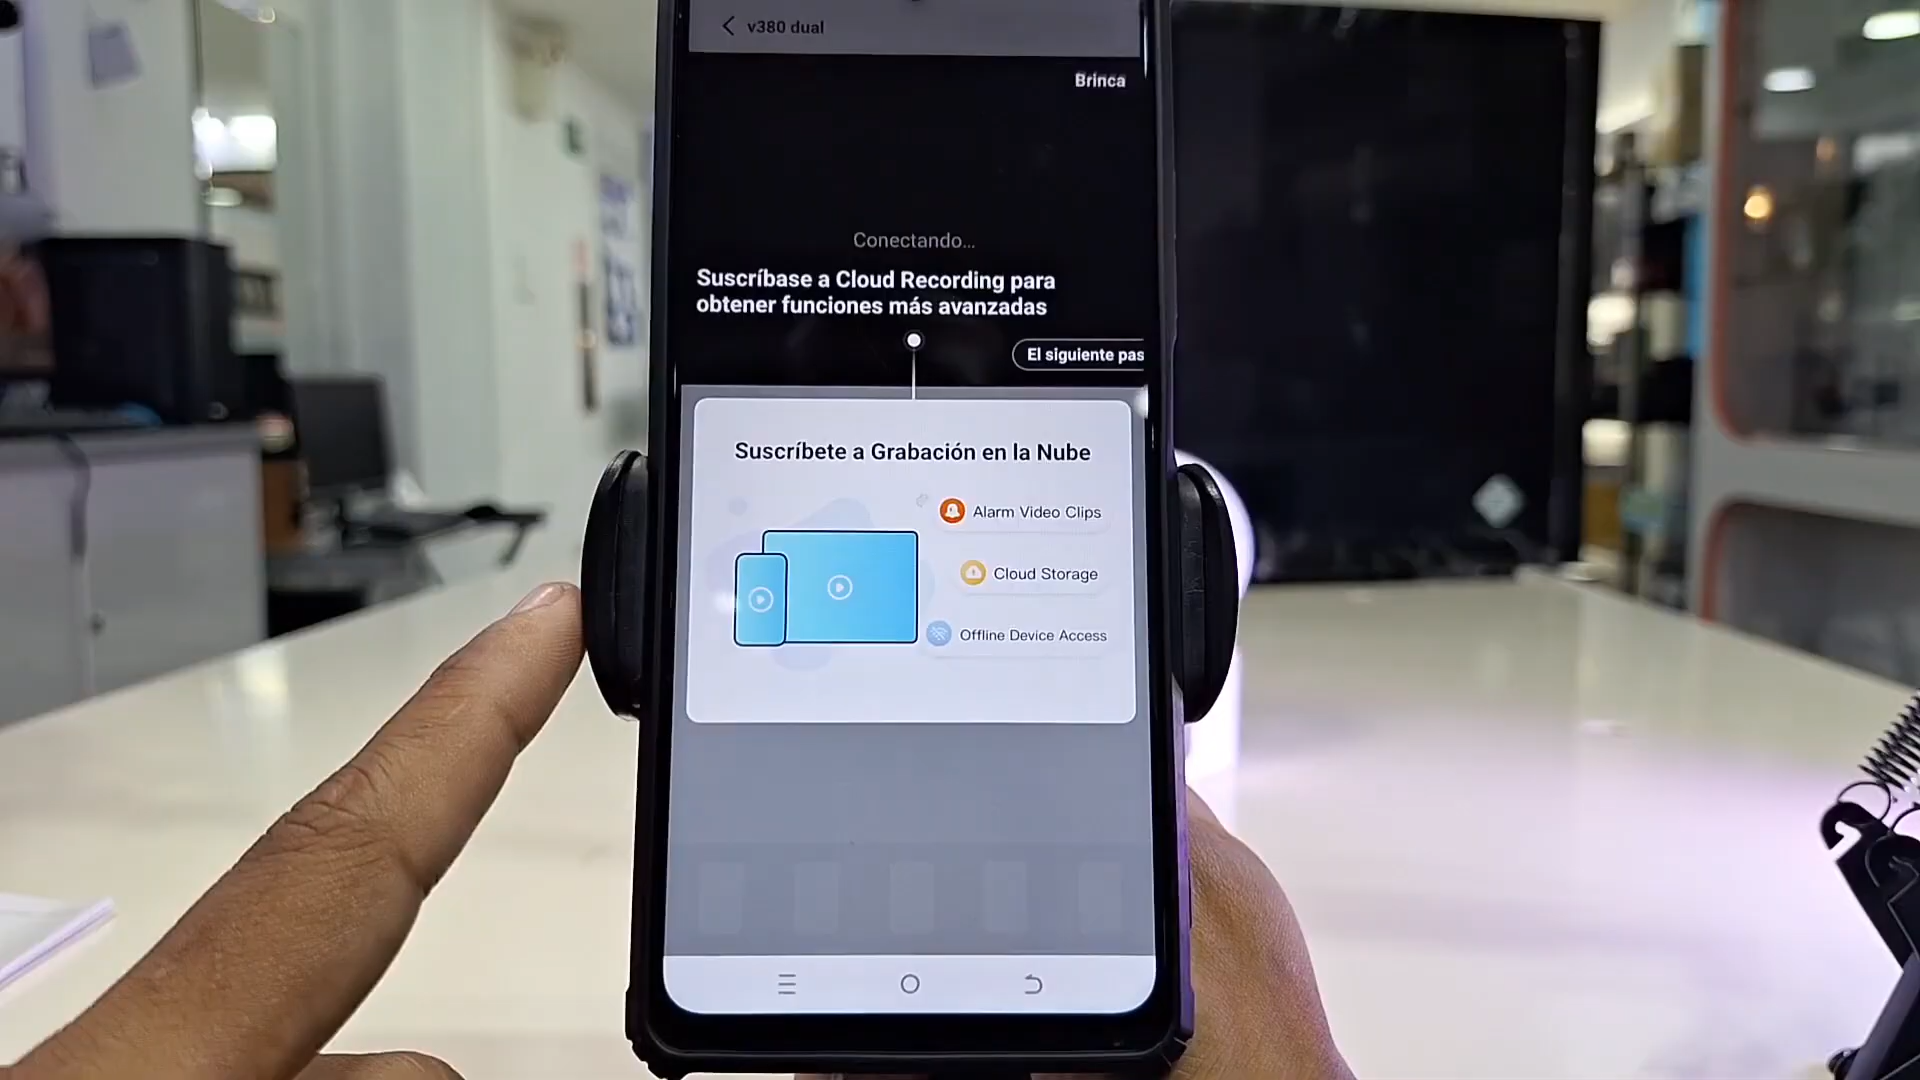 v380 dual
Brinca
Conectando...
Suscríbase a Cloud Recording para
obtener funciones más avanzadas
El siguiente pas
Suscríbete a Grabación en la Nube
Alarm Video Clips
Cloud Storage
Offline Device Access